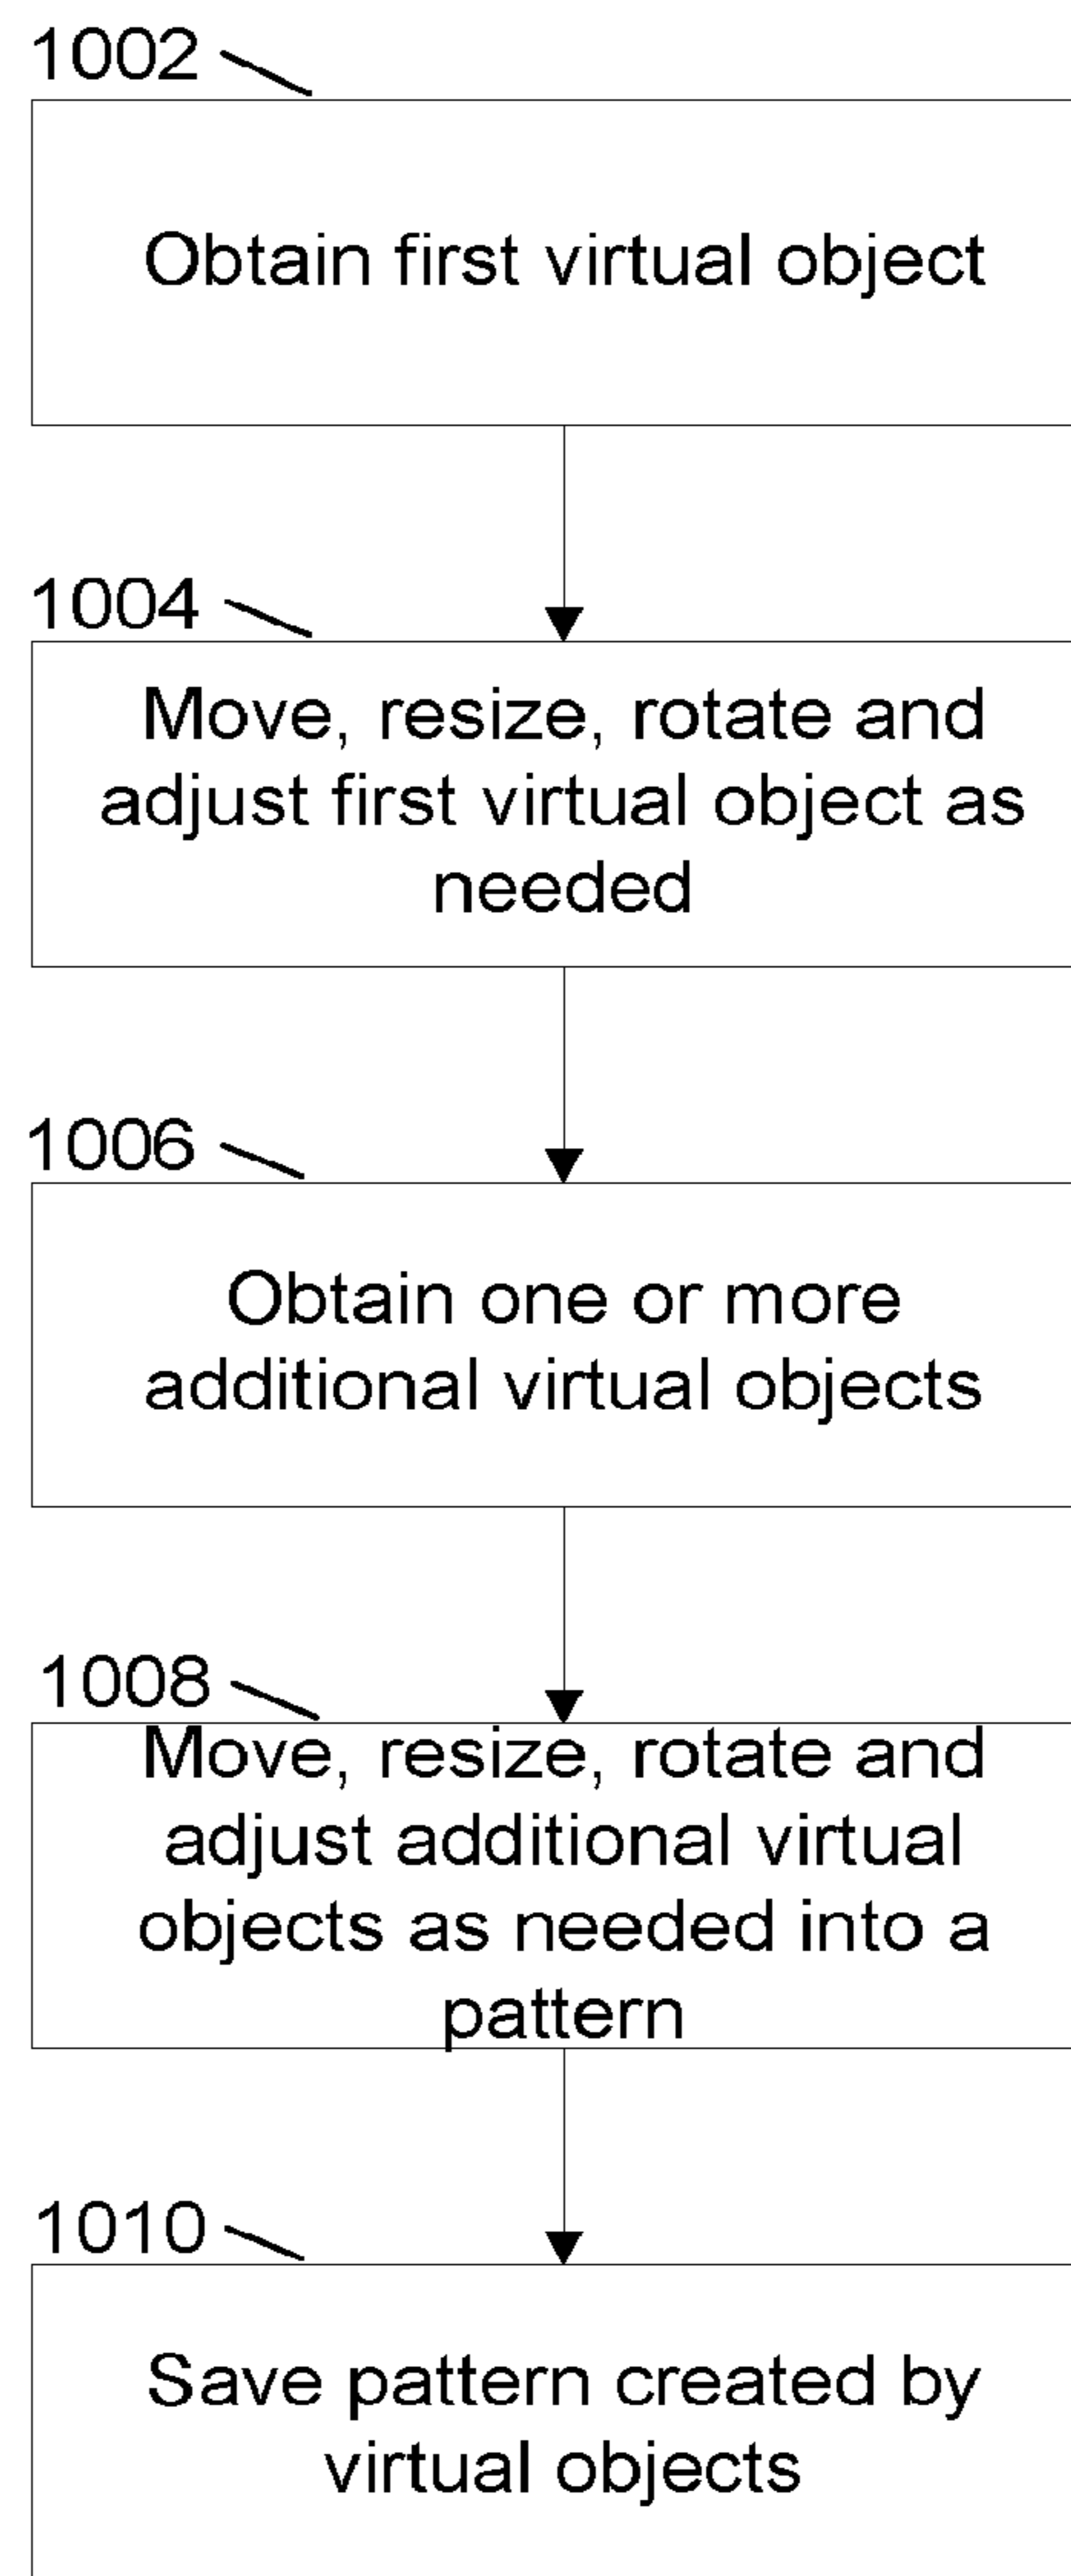 1002
Obtain first virtual object
1004
Move, resize, rotate and
adjust first virtual object as
needed
1006
Obtain one or more
additional virtual objects
1008
Move, resize, rotate and
adjust additional virtual
objects as needed into a
pattern
1010
Save pattern created by
virtual objects